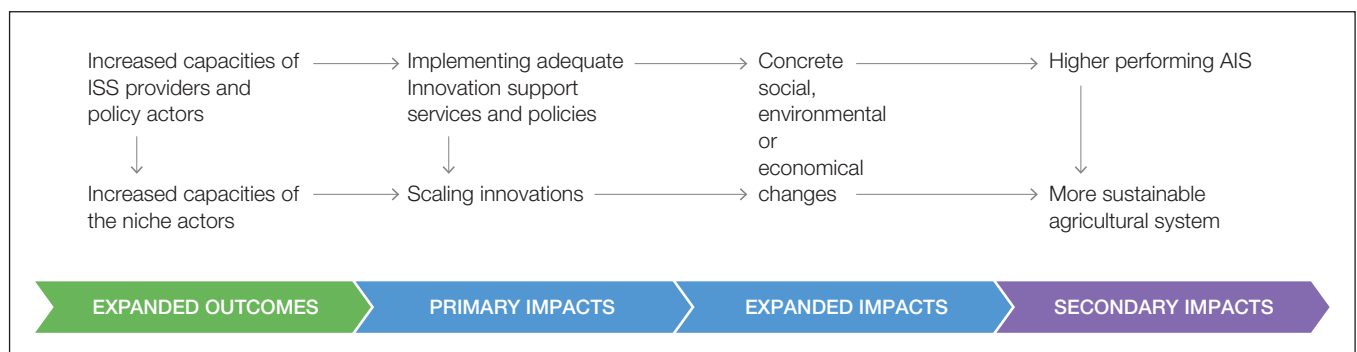 Increased capacities of
ISS providers and
policy actors
Implementing adequate
Innovation support
services and policies
Concrete
social,
environmental
or
economical
changes
Higher performing AIS
Increased capacities of
the niche actors
Scaling innovations
More sustainable
agricultural system
EXPANDED OUTCOMES
PRIMARY IMPACTS
EXPANDED IMPACTS
SECONDARY IMPACTS